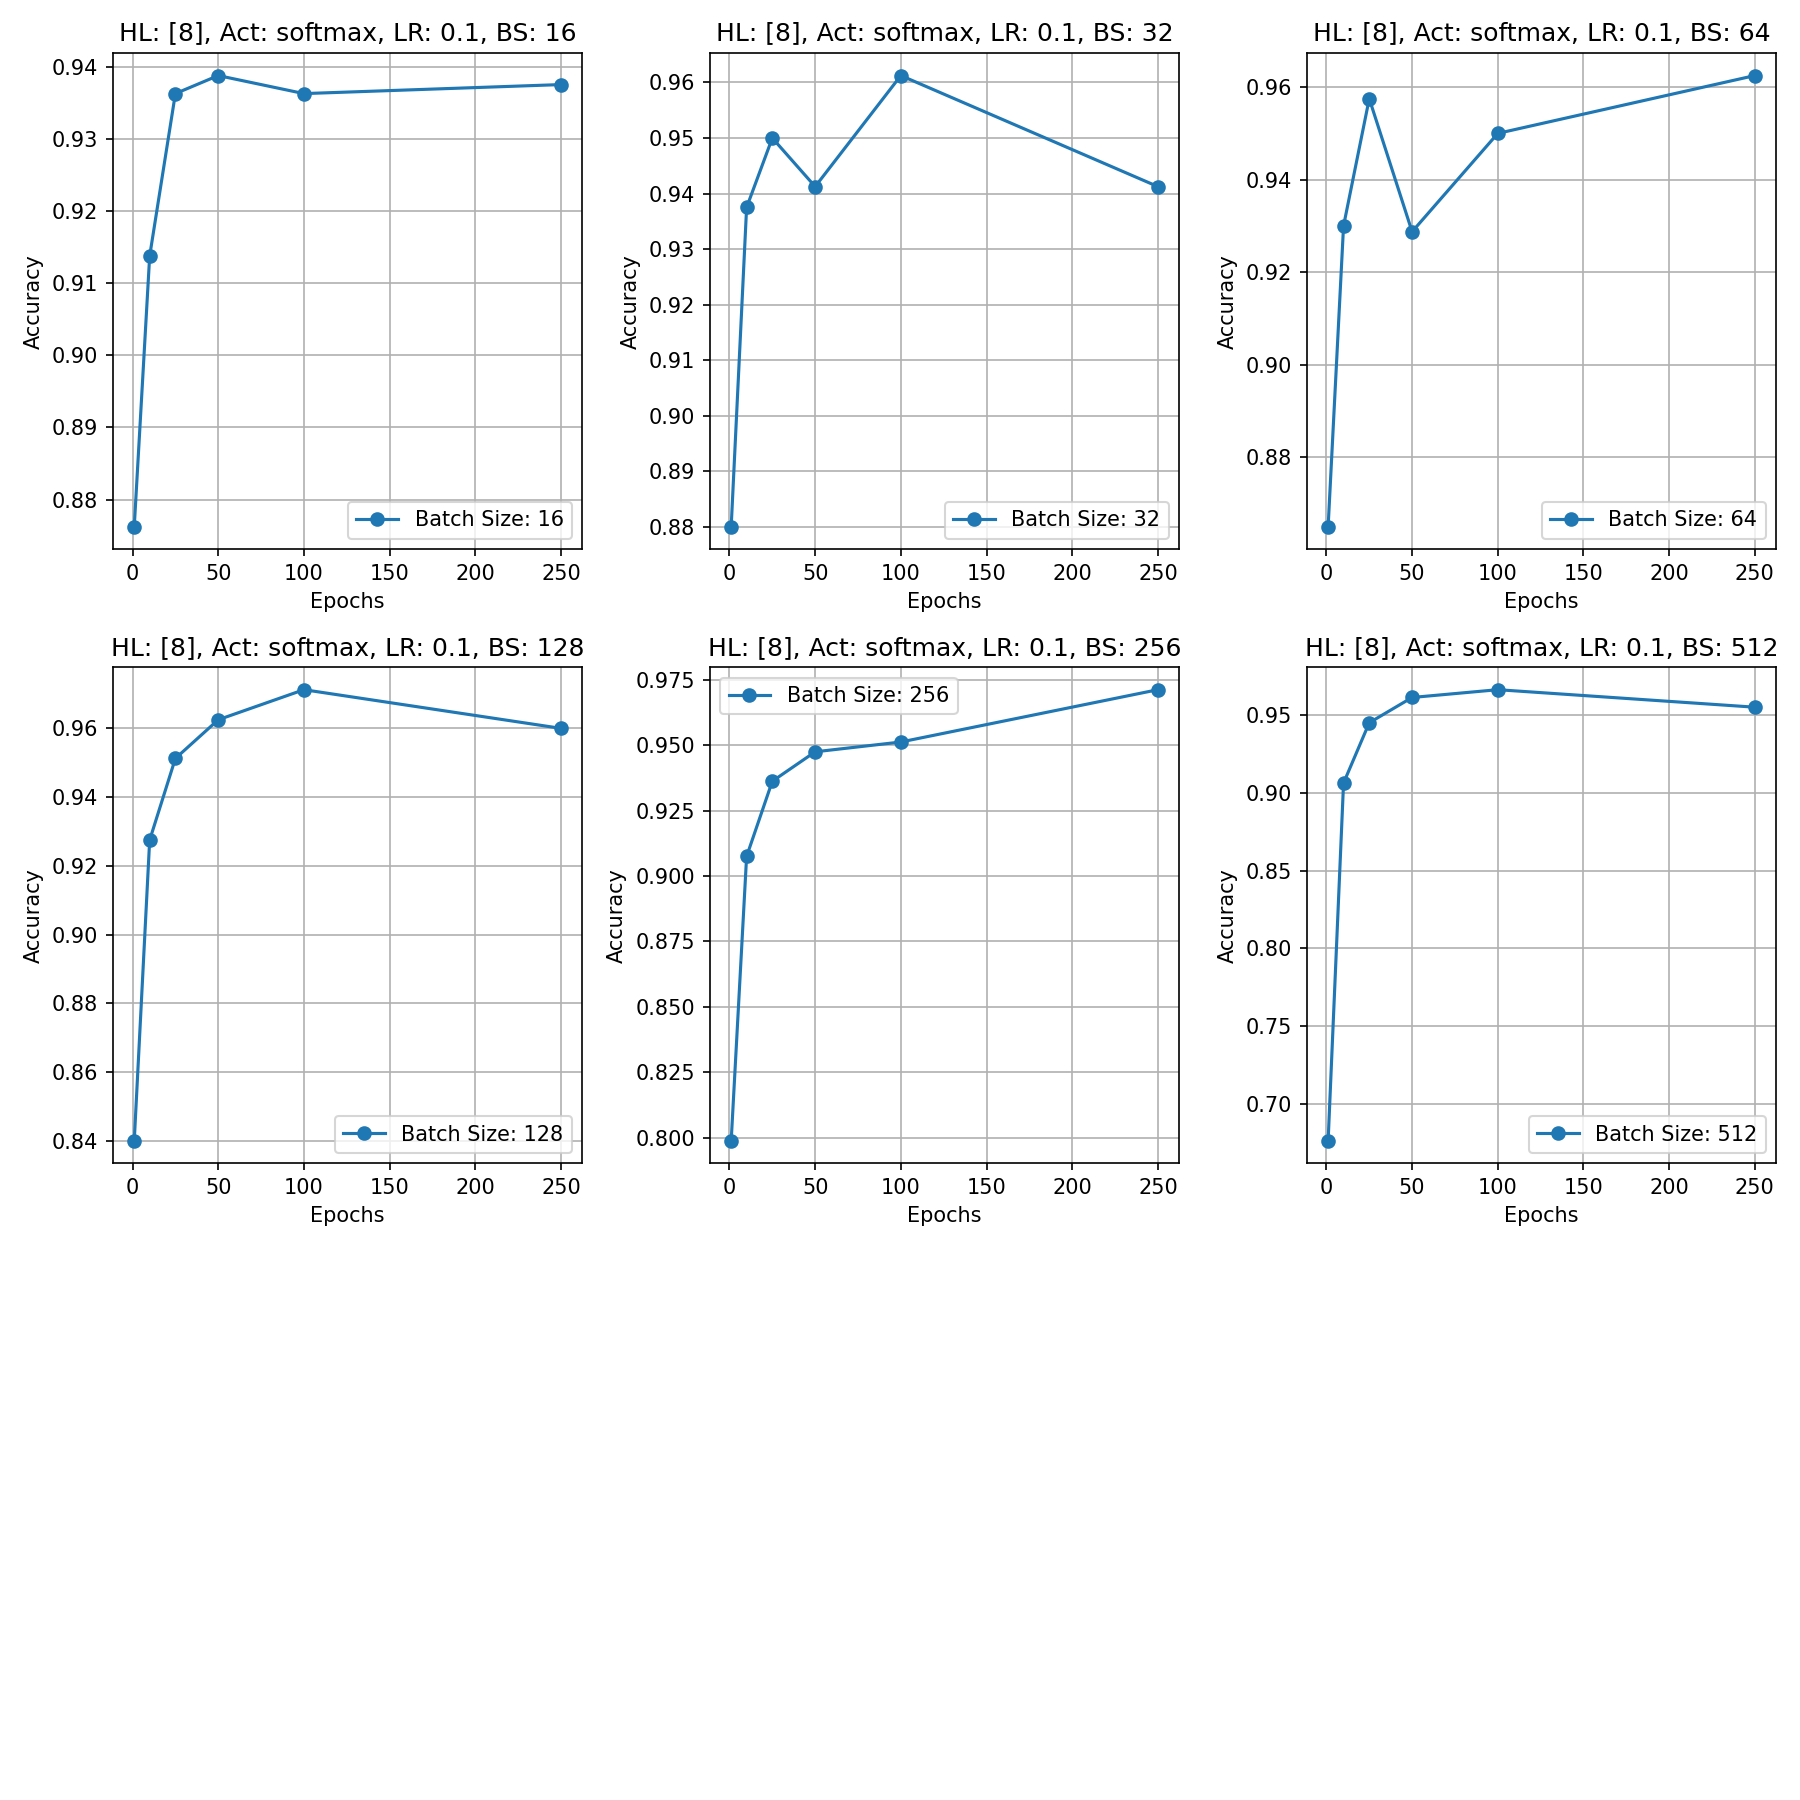 HL: [8], Act: softmax, LR: 0.1, BS: 16
0.94
0.93
0.92
0.91
0.90
0.89
0.88
Accuracy
Batch Size: 16
0 50 100 150 200 250
Epochs
HL: [8], Act: softmax, LR: 0.1, BS: 32
0.96
0.95
0.94
0.93
0.92
0.91
0.90
0.89
0.88
Accuracy
Batch Size: 32
0 50 100 150 200 250
Epochs
HL: [8], Act: softmax, LR: 0.1, BS: 64
0.96
0.94
0.92
0.90
0.88
Accuracy
Batch Size: 64
0 50 100 150 200 250
Epochs
HL: [8], Act: softmax, LR: 0.1, BS: 128
0.96
0.94
0.92
0.90
0.88
0.86
0.84
Accuracy
Batch Size: 128
0 50 100 150 200 250
Epochs
HL: [8], Act: softmax, LR: 0.1, BS: 256
0.975
0.950
0.925
0.900
0.875
0.850
0.825
0.800
Accuracy
Batch Size: 256
0 50 100 150 200 250
Epochs
HL: [8], Act: softmax, LR: 0.1, BS: 512
0.95
0.90
0.85
0.80
0.75
0.70
Accuracy
Batch Size: 512
0 50 100 150 200 250
Epochs